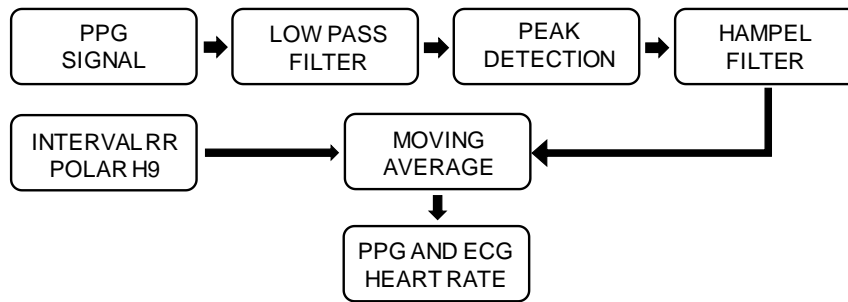 PPG
SIGNAL
LOW PASS
FILTER
PEAK
DETECTION
HAMPEL
FILTER
INTERVAL RR
POLAR H9
MOVING
AVERAGE
PPG AND ECG
HEART RATE